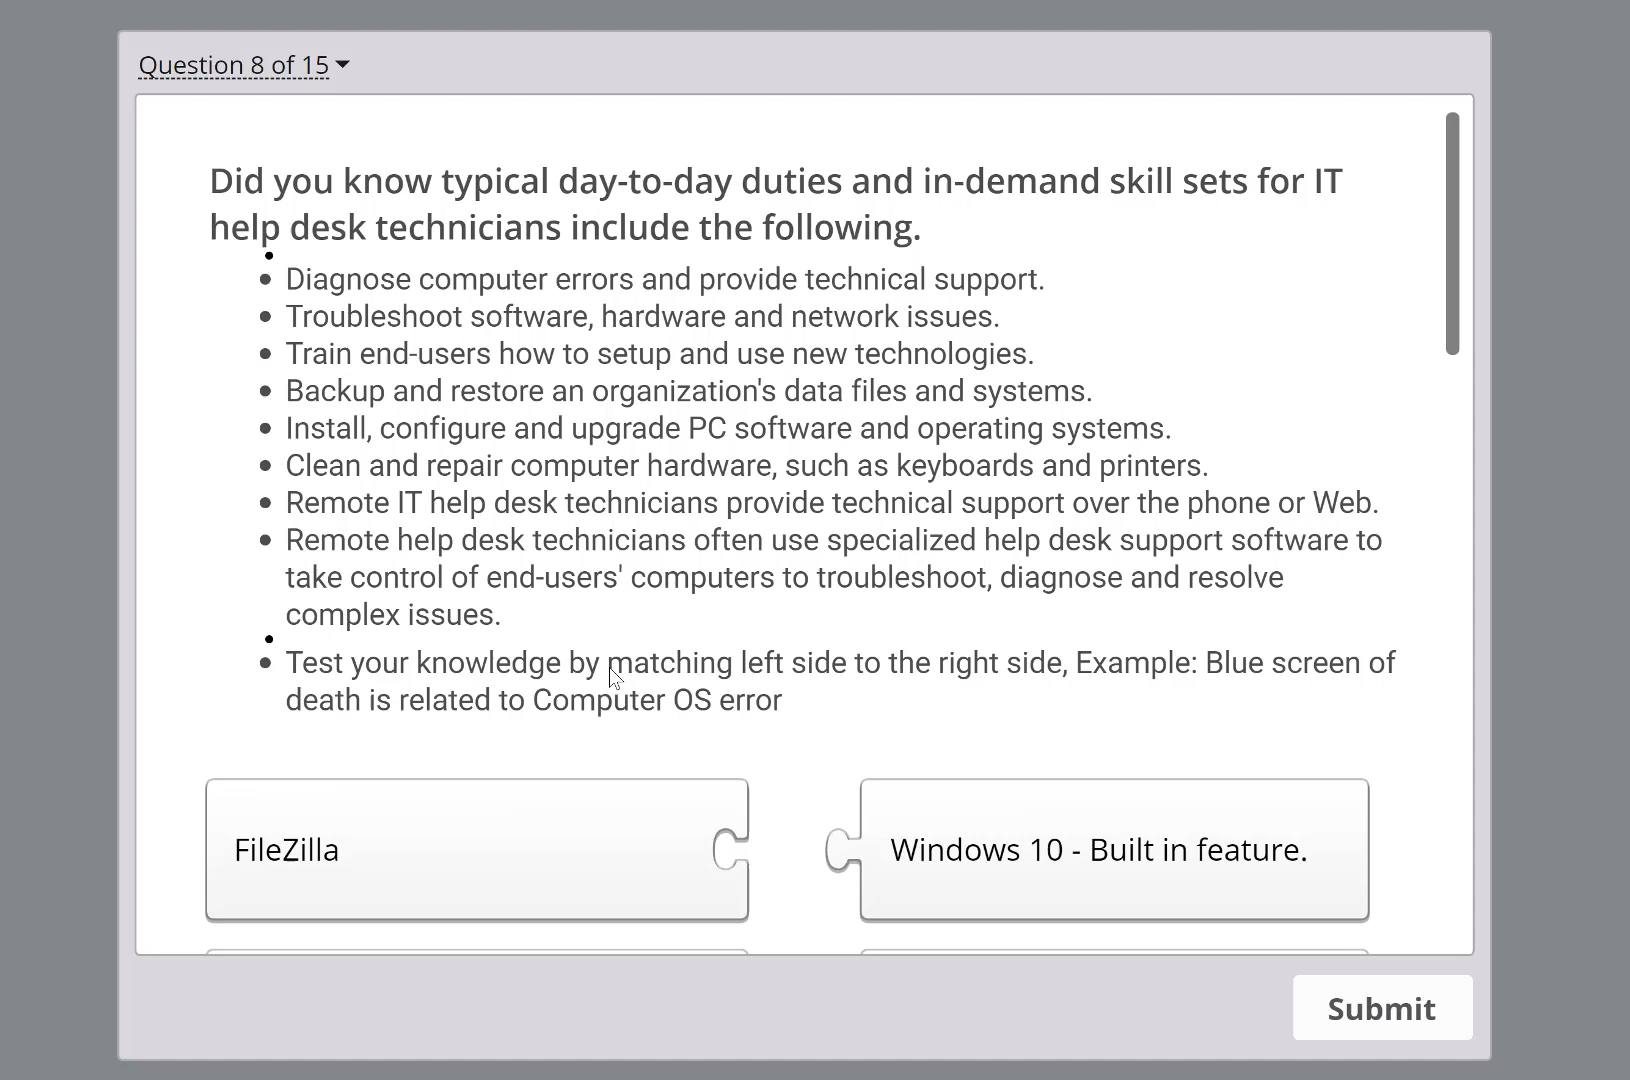 Question 8 of 15
Did you know typical day-to-day duties and in-demand skill sets for IT
help desk technicians include the following.
Diagnose computer errors and provide technical support.
Troubleshoot software, hardware and network issues.
Train end-users how to setup and use new technologies.
Backup and restore an organization's data files and systems.
Install, configure and upgrade PC software and operating systems.
Clean and repair computer hardware, such as keyboards and printers.
Remote IT help desk technicians provide technical support over the phone or Web.
Remote help desk technicians often use specialized help desk support software to
take control of end-users' computers to troubleshoot, diagnose and resolve
complex issues.
Test your knowledge by matching left side to the right side, Example: Blue screen of
death is related to Computer OS error
FileZilla
Windows 10 - Built in feature.
Submit